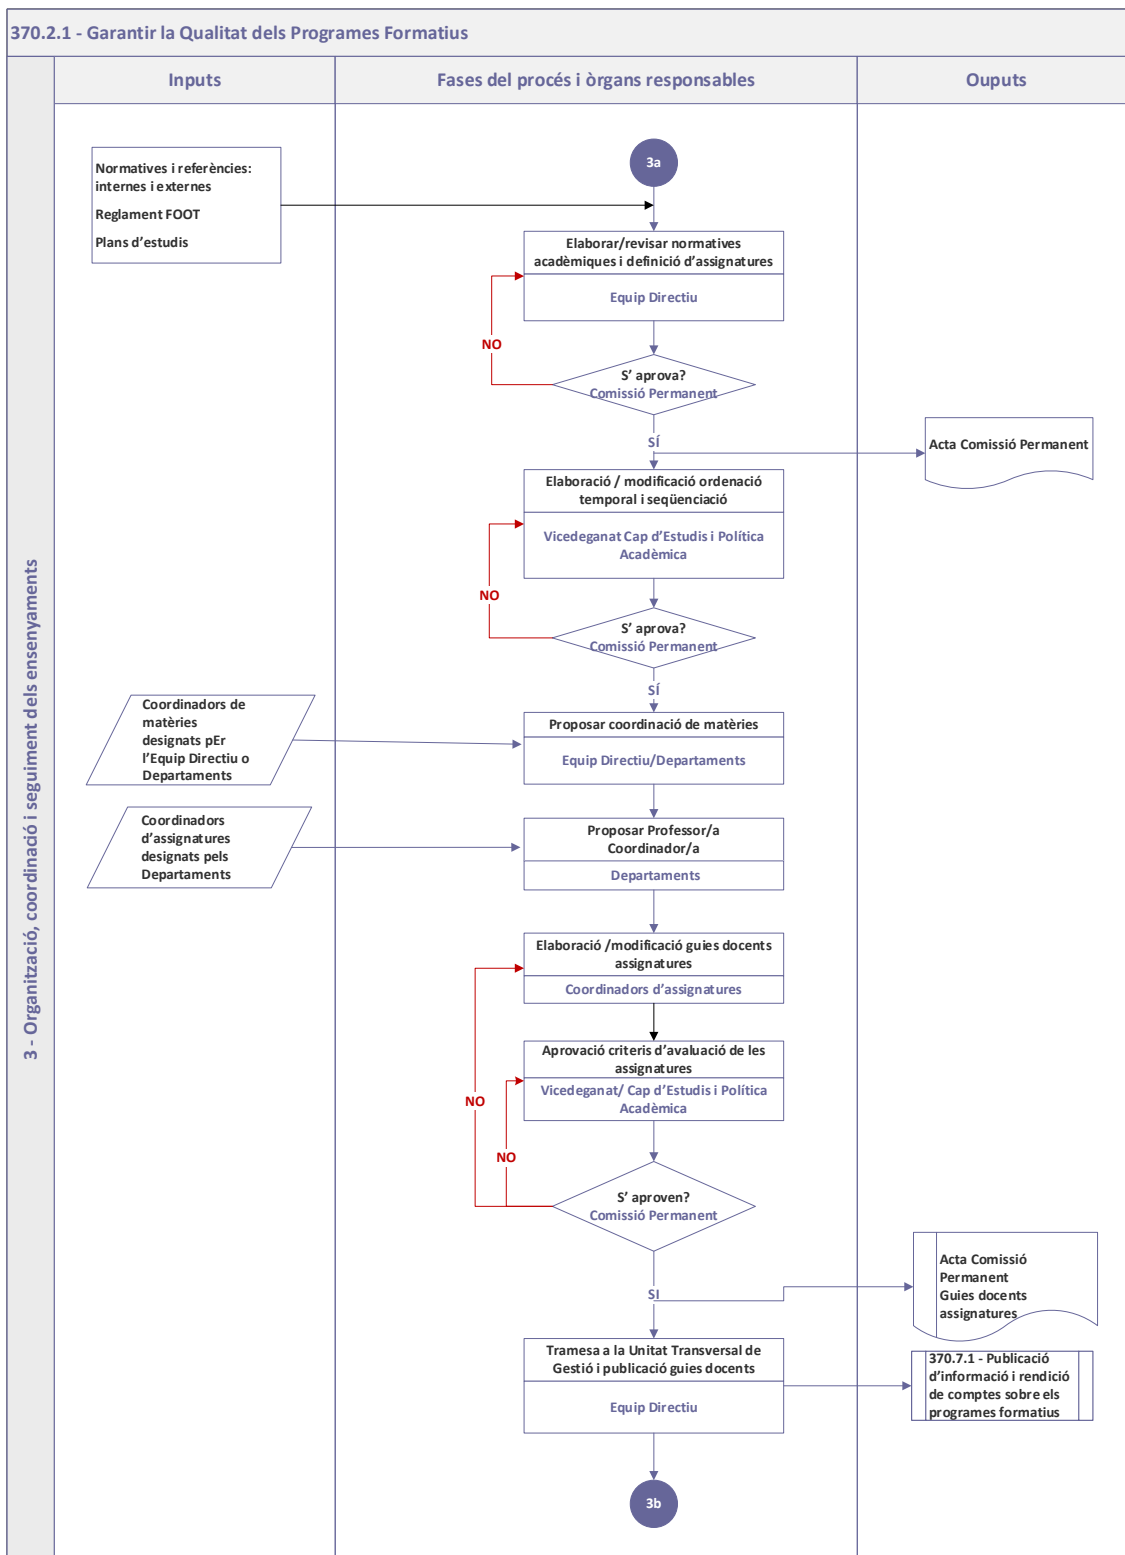 370.2.1 - Garantir la Qualitat dels Programes Formatius
Inputs
Fases del procés i òrgans responsables
Ouputs
3 - Organització, coordinació i seguiment dels ensenyaments
3a
Normatives i referències:
internes i externes
Reglament FOOT
Plans d'estudis
Elaborar/revisar normatives
acadèmiques i definició d'assignatures
Equip Directiu
NO
S' aprova?
Comissió Permanent
SÍ
Acta Comissió Permanent
Elaboració / modificació ordenació
temporal i seqüenciació
Vicedeganat Cap d'Estudis i Política
Acadèmica
NO
S' aprova?
Comissió Permanent
SÍ
Coordinadors de
matèries
designats pEr
l'Equip Directiu o
Departaments
Proposar coordinació de matèries
Equip Directiu/Departaments
Coordinadors
d'assignatures
designats pels
Departaments
Proposar Professor/a
Coordinador/a
Departaments
Elaboració /modificació guies docents
assignatures
Coordinadors d'assignatures
Aprovació criteris d'avaluació de les
assignatures
Vicedeganat/ Cap d'Estudis i Política
Acadèmica
NO
NO
S' aproven?
Comissió Permanent
SI
Acta Comissió
Permanent
Guies docents
assignatures
Tramesa a la Unitat Transversal de
Gestió i publicació guies docents
Equip Directiu
370.7.1 - Publicació
d'informació i rendició
de comptes sobre els
programes formatius
3b